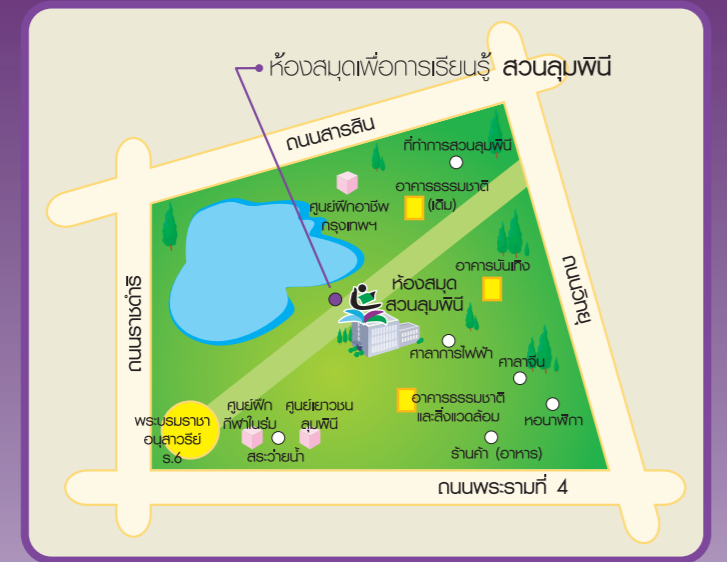 ห้องสมุดเพื่อการเรียนรู้ สวนลุมพินี
ถนนสารสิน
ที่ทำการสวนลุมพินี
อาคารธรรมชาติ
(เดิม)
ศูนย์ฝึกอาชีพ
กรุงเทพฯ
อาคารบันเทิง
ถนนวิทยุ
ห้องสมุด
สวนลุมพินี
ถนนราชดำริ
ศาลาการไฟฟ้า
ศาลาจีน
อาคารธรรมชาติ
และสิ่งแวดล้อม
หอนาฬิกา
ร้านค้า (อาหาร)
ศูนย์ฝึก
กีฬาในร่ม
ศูนย์เยาวชน
ลุมพินี
สระว่ายน้ำ
พระบรมราชา
อนุสาวรีย์
ร.6
ถนนพระรามที่ 4